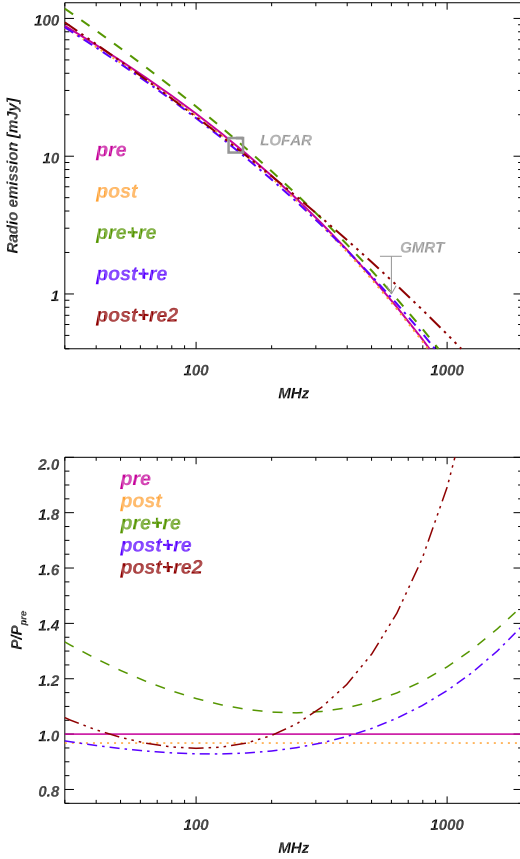 100
10
1
Radio emission [mJy]
LOFAR
GMRT
pre
post
pre+re
post+re
post+re2
100
1000
MHz
2.0
1.8
1.6
1.4
1.2
1.0
0.8
P/Ppre
pre
post
pre+re
post+re
post+re2
100
1000
MHz